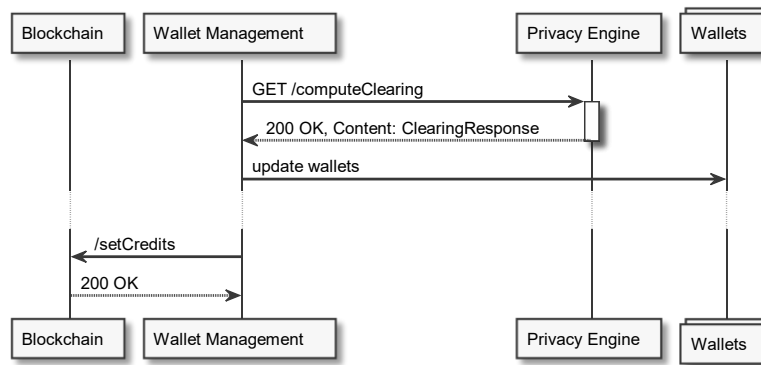 Blockchain
Wallet Management
Privacy Engine
Wallets
GET /computeClearing
200 OK, Content: ClearingResponse
update wallets
/setCredits
200 OK
Blockchain
Wallet Management
Privacy Engine
Wallets